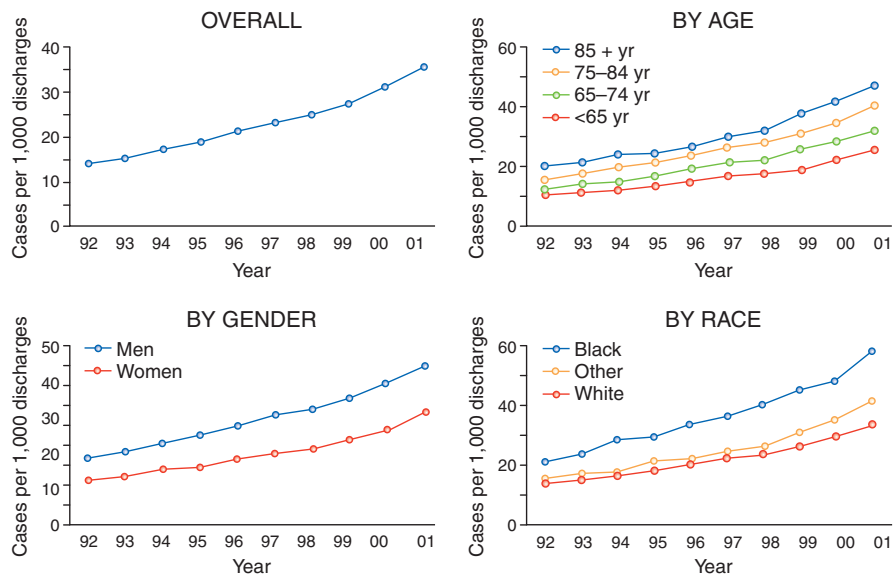 OVERALL
Cases per 1,000 discharges
40
30
20
10
0
92 93 94 95 96 97 98 99 00 01
Year
BY AGE
Cases per 1,000 discharges
60
40
20
0
85 + yr
75–84 yr
65–74 yr
<65 yr
92 93 94 95 96 97 98 99 00 01
Year
BY GENDER
Cases per 1,000 discharges
50
40
30
20
10
0
Men
Women
92 93 94 95 96 97 98 99 00 01
Year
BY RACE
Cases per 1,000 discharges
60
40
20
0
Black
Other
White
92 93 94 95 96 97 98 99 00 01
Year